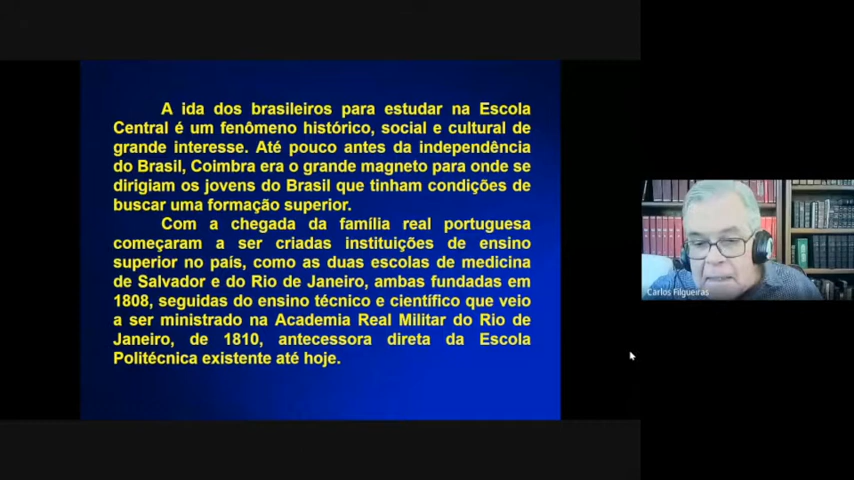 A ida dos brasileiros para estudar na Escola
Central é um fenômeno histórico, social e cultural de
grande interesse. Até pouco antes da independência
do Brasil, Coimbra era o grande magneto para onde se
dirigiam os jovens do Brasil que tinham condições de
buscar uma formação superior.
Com a chegada da família real portuguesa
começaram a ser criadas instituições de ensino
superior no país, como as duas escolas de medicina
de Salvador e do Rio de Janeiro, ambas fundadas em
1808, seguidas do ensino técnico e científico que veio
a ser ministrado na Academia Real Militar do Rio de
Janeiro, de 1810, antecessora direta da Escola
Politécnica existente até hoje.
Carlos Filgueiras